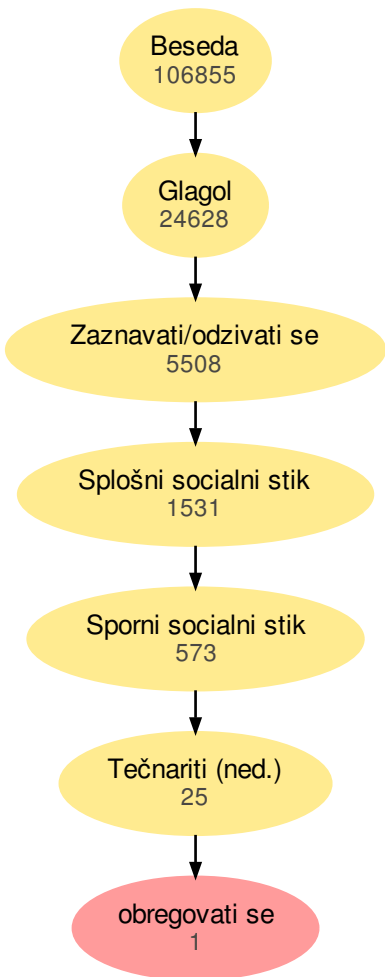 Beseda
106855
Glagol
24628
Zaznavati/odzivati se
5508
Splošni socialni stik
1531
Sporni socialni stik
573
Tečnariti (ned.)
25
obregovati se
1